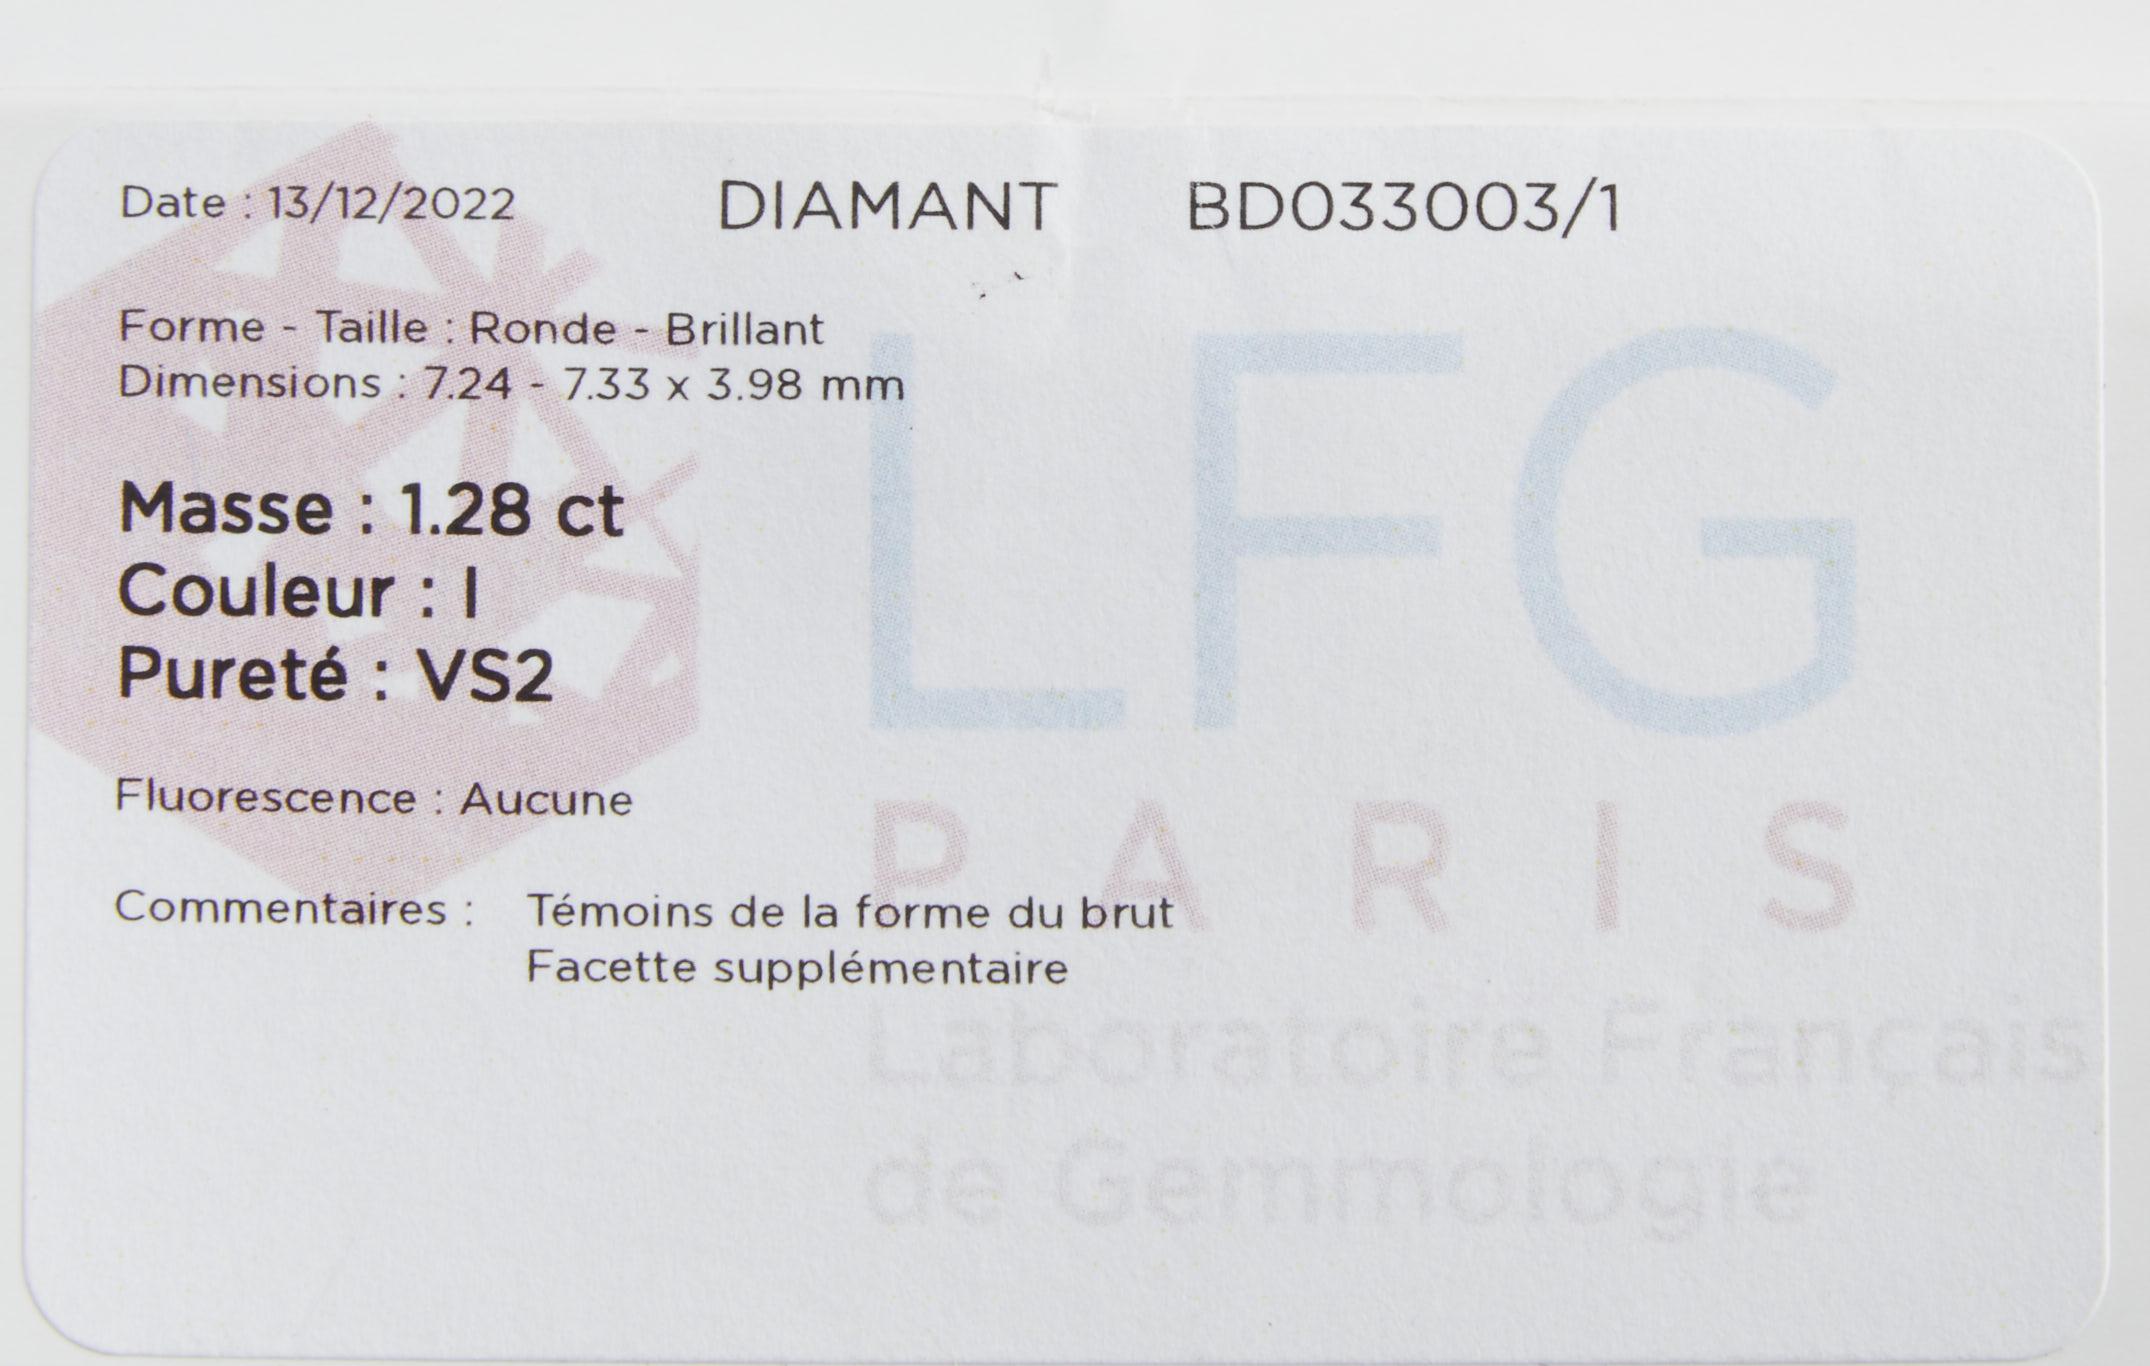 Date : 13/12/2022 DIAMANT BD033003/1
Forme - Taille : Ronde - Brillant
Dimensions : 7.24 - 7.33 x 3.98 mm
Masse : 1.28 ct
Couleur : I
Pureté : VS2
Fluorescence : Aucune
Commentaires : Témoins de la forme du brut
Facette supplémentaire
LFG
PARIS
Laboratoire Français
de Gemmologie